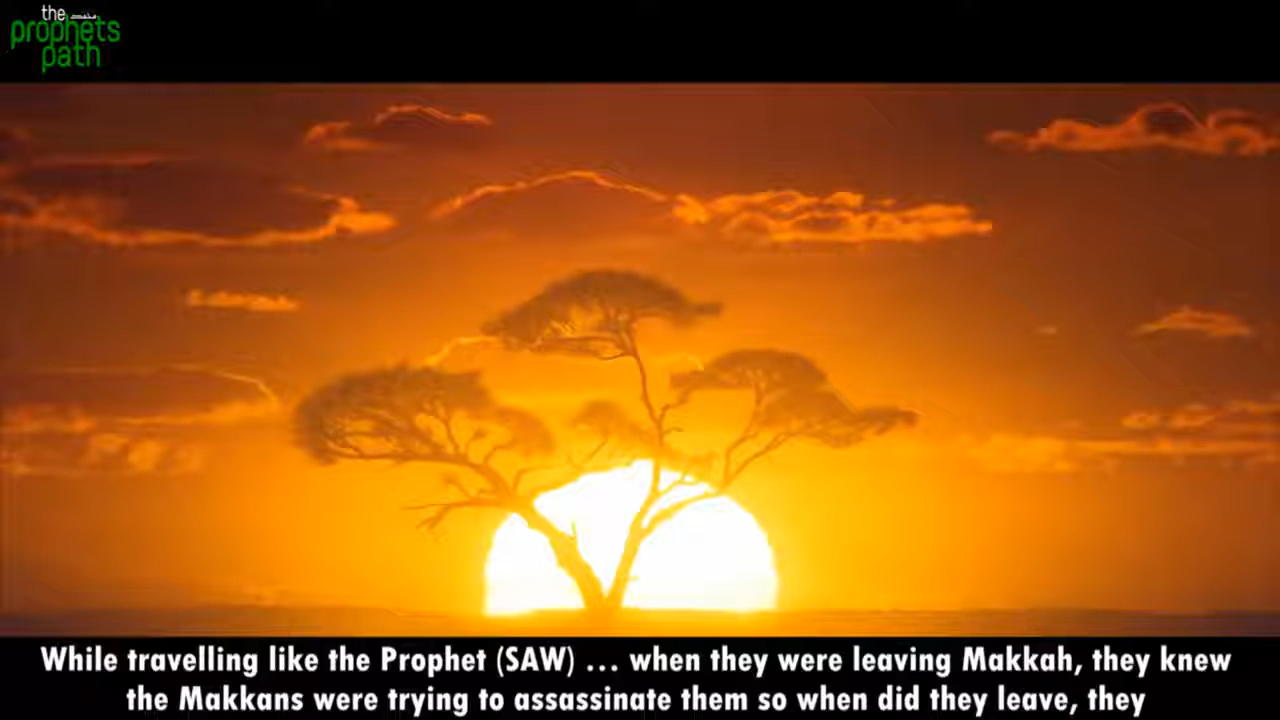 the محمد
prophets
path
While travelling like the Prophet (SAW) ... when they were leaving Makkah, they knew
the Makkans were trying to assassinate them so when did they leave, they